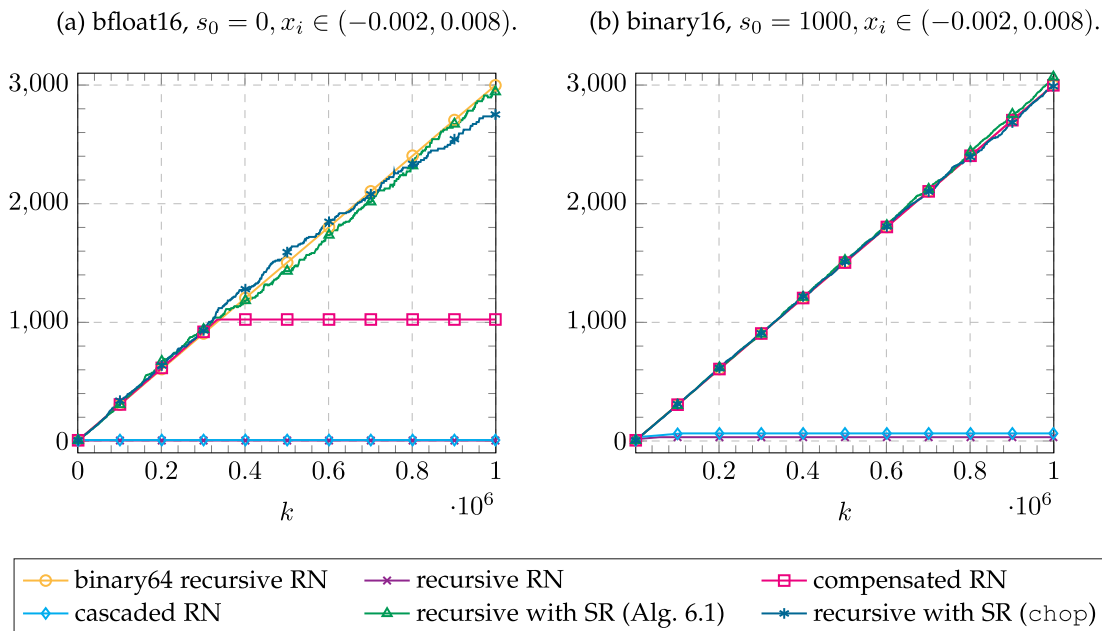 (a) bfloat16, s₀ = 0, xᵢ ∈ (−0.002, 0.008).
(b) binary16, s₀ = 1000, xᵢ ∈ (−0.002, 0.008).
3,000
2,000
1,000
0
0 0.2 0.4 0.6 0.8 1
k
·10⁶
3,000
2,000
1,000
0
0.2 0.4 0.6 0.8 1
k
·10⁶
binary64 recursive RN
recursive RN
compensated RN
cascaded RN
recursive with SR (Alg. 6.1)
recursive with SR (chop)